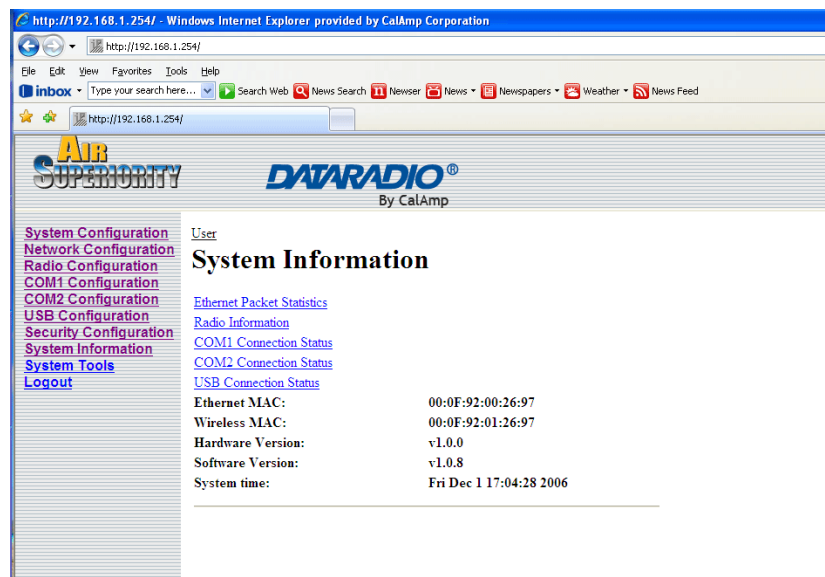 http://192.168.1.254/ - Windows Internet Explorer provided by CalAmp Corporation
http://192.168.1.254/
File Edit View Favorites Tools Help
inbox Type your search here... Search Web Search News Search Newser News Newspapers Weather News Feed
http://192.168.1.254/
AIR
SUPERIORITY
DATARADIO®
By CalAmp
System Configuration
Network Configuration
Radio Configuration
COM1 Configuration
COM2 Configuration
USB Configuration
Security Configuration
System Information
System Tools
Logout
User
System Information
Ethernet Packet Statistics
Radio Information
COM1 Connection Status
COM2 Connection Status
USB Connection Status
Ethernet MAC: 00:0F:92:00:26:97
Wireless MAC: 00:0F:92:01:26:97
Hardware Version: v1.0.0
Software Version: v1.0.8
System time: Fri Dec 1 17:04:28 2006